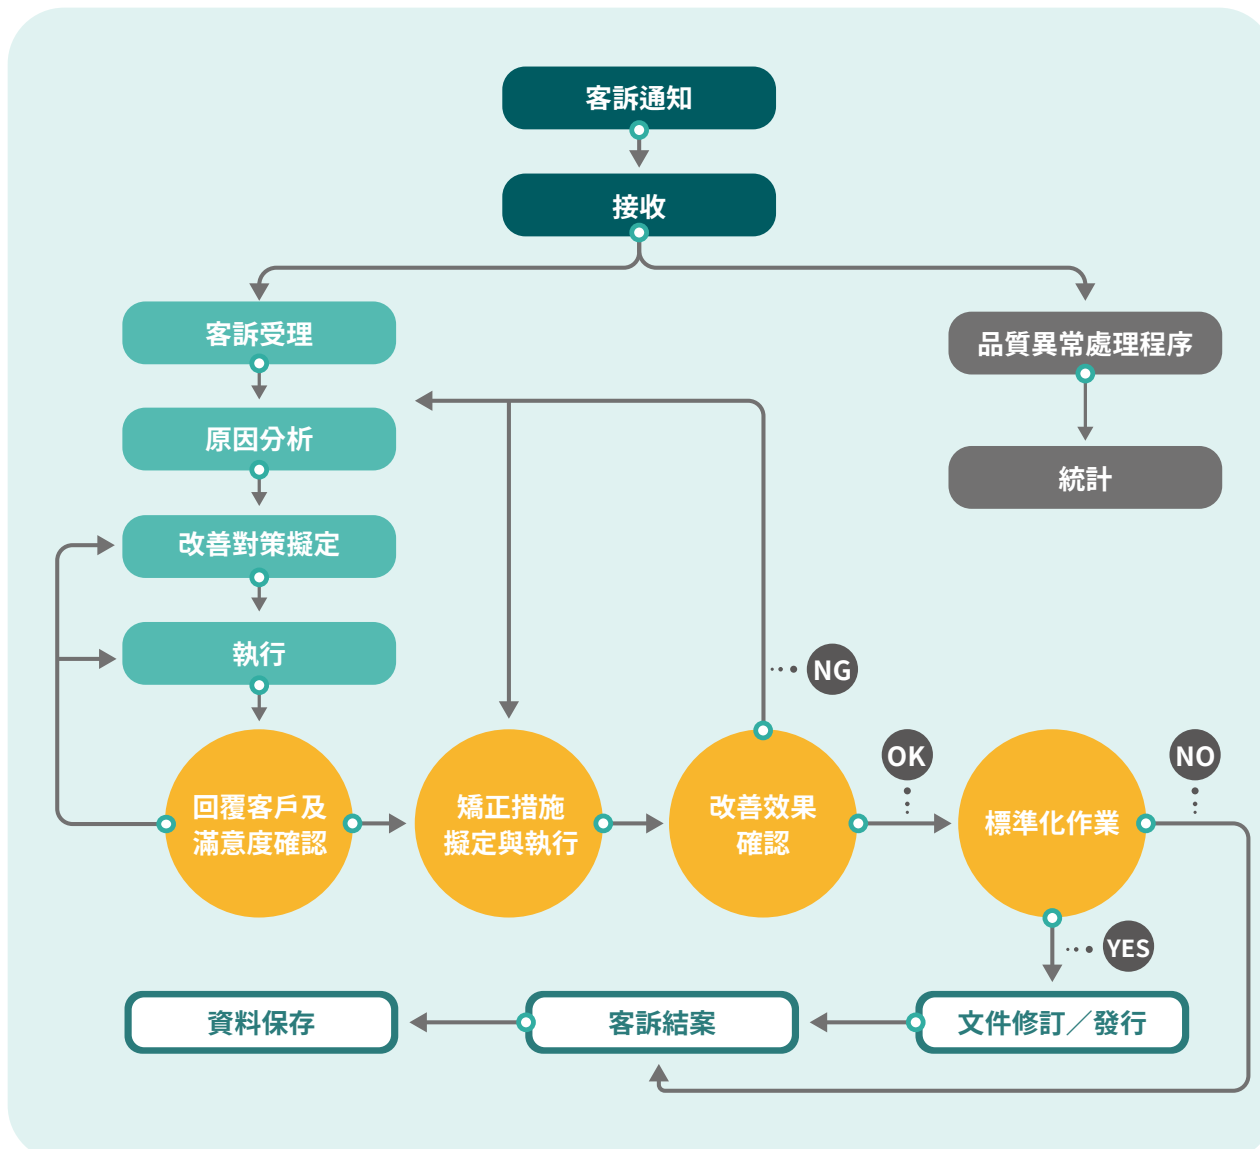 客訴通知
接收
客訴受理
品質異常處理程序
原因分析
統計
改善對策擬定
執行
NG
回覆客戶及
滿意度確認
矯正措施
擬定與執行
改善效果
確認
OK
標準化作業
NO
YES
資料保存
客訴結案
文件修訂／發行